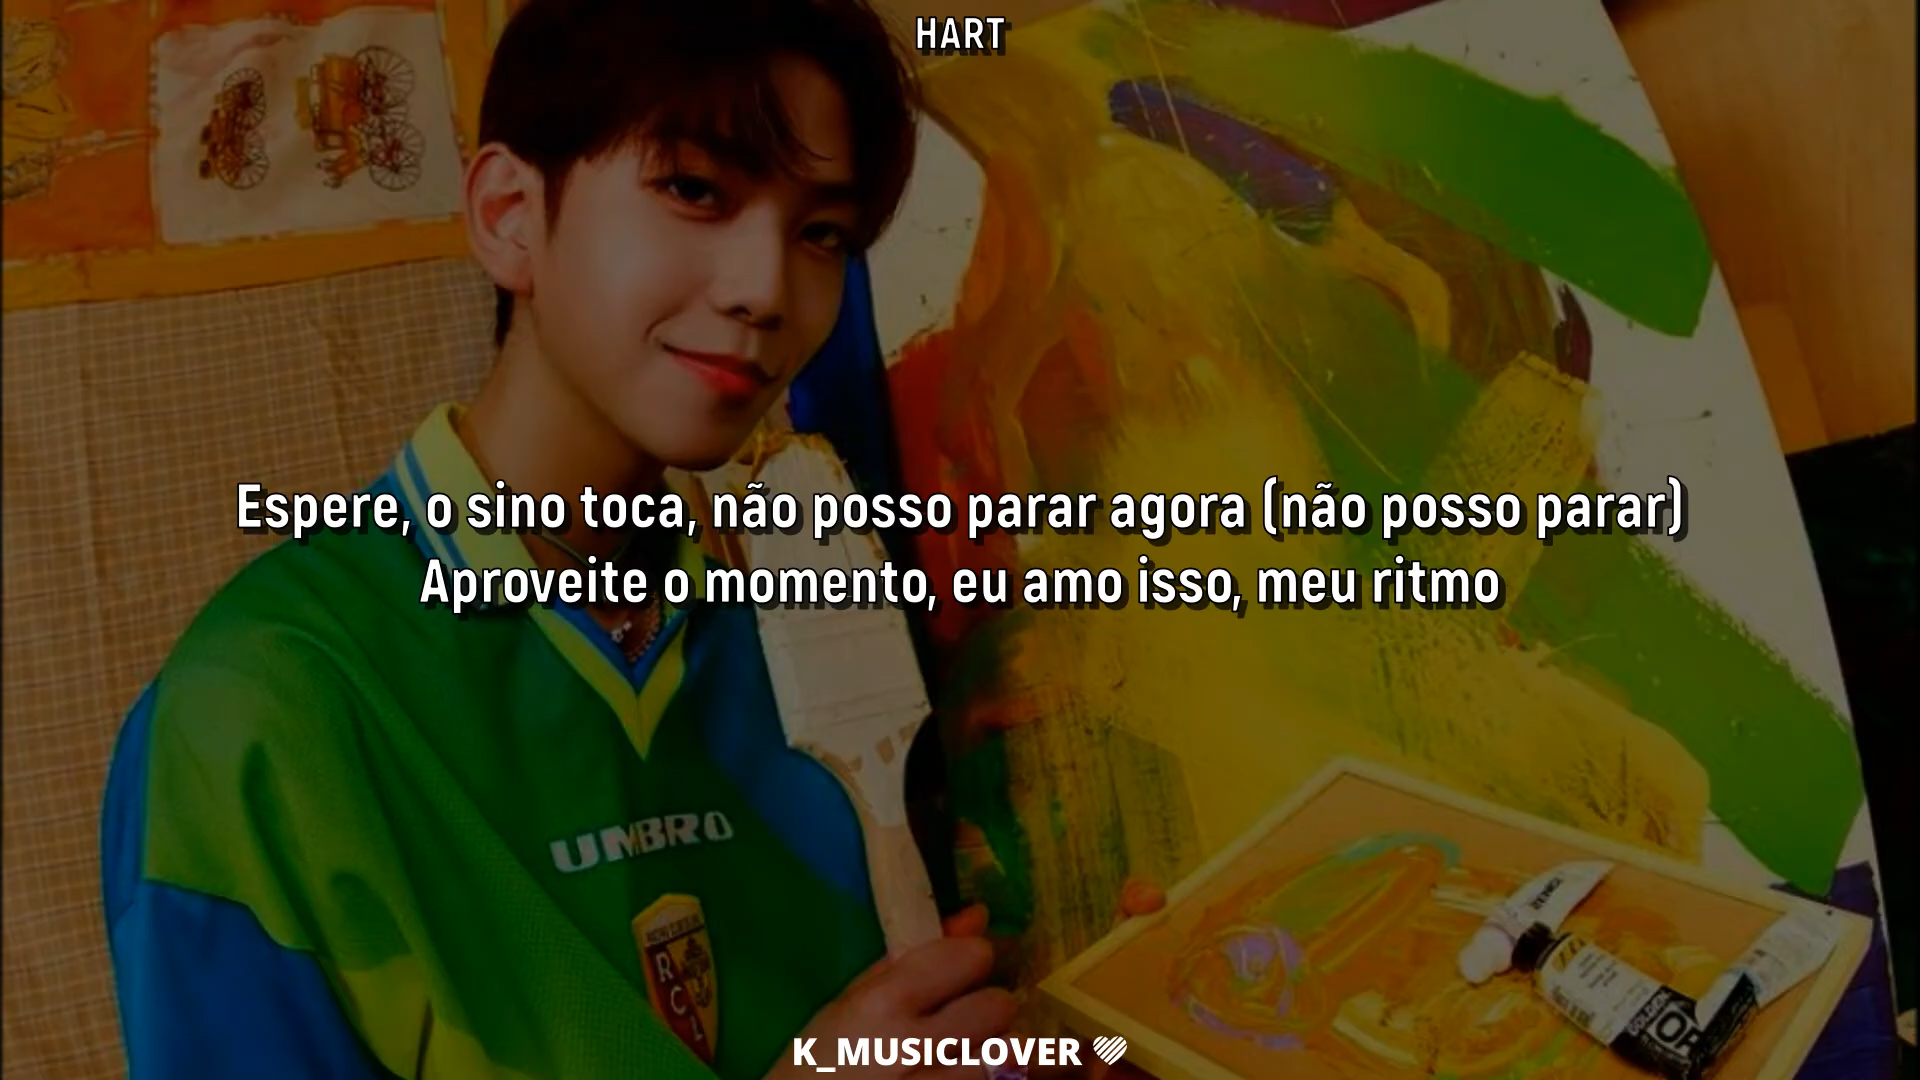 HART
Espere, o sino toca, não posso parar agora (não posso parar)
Aproveite o momento, eu amo isso, meu ritmo
UMBRO
R
C
L
GOLDEN
K_MUSICLOVER